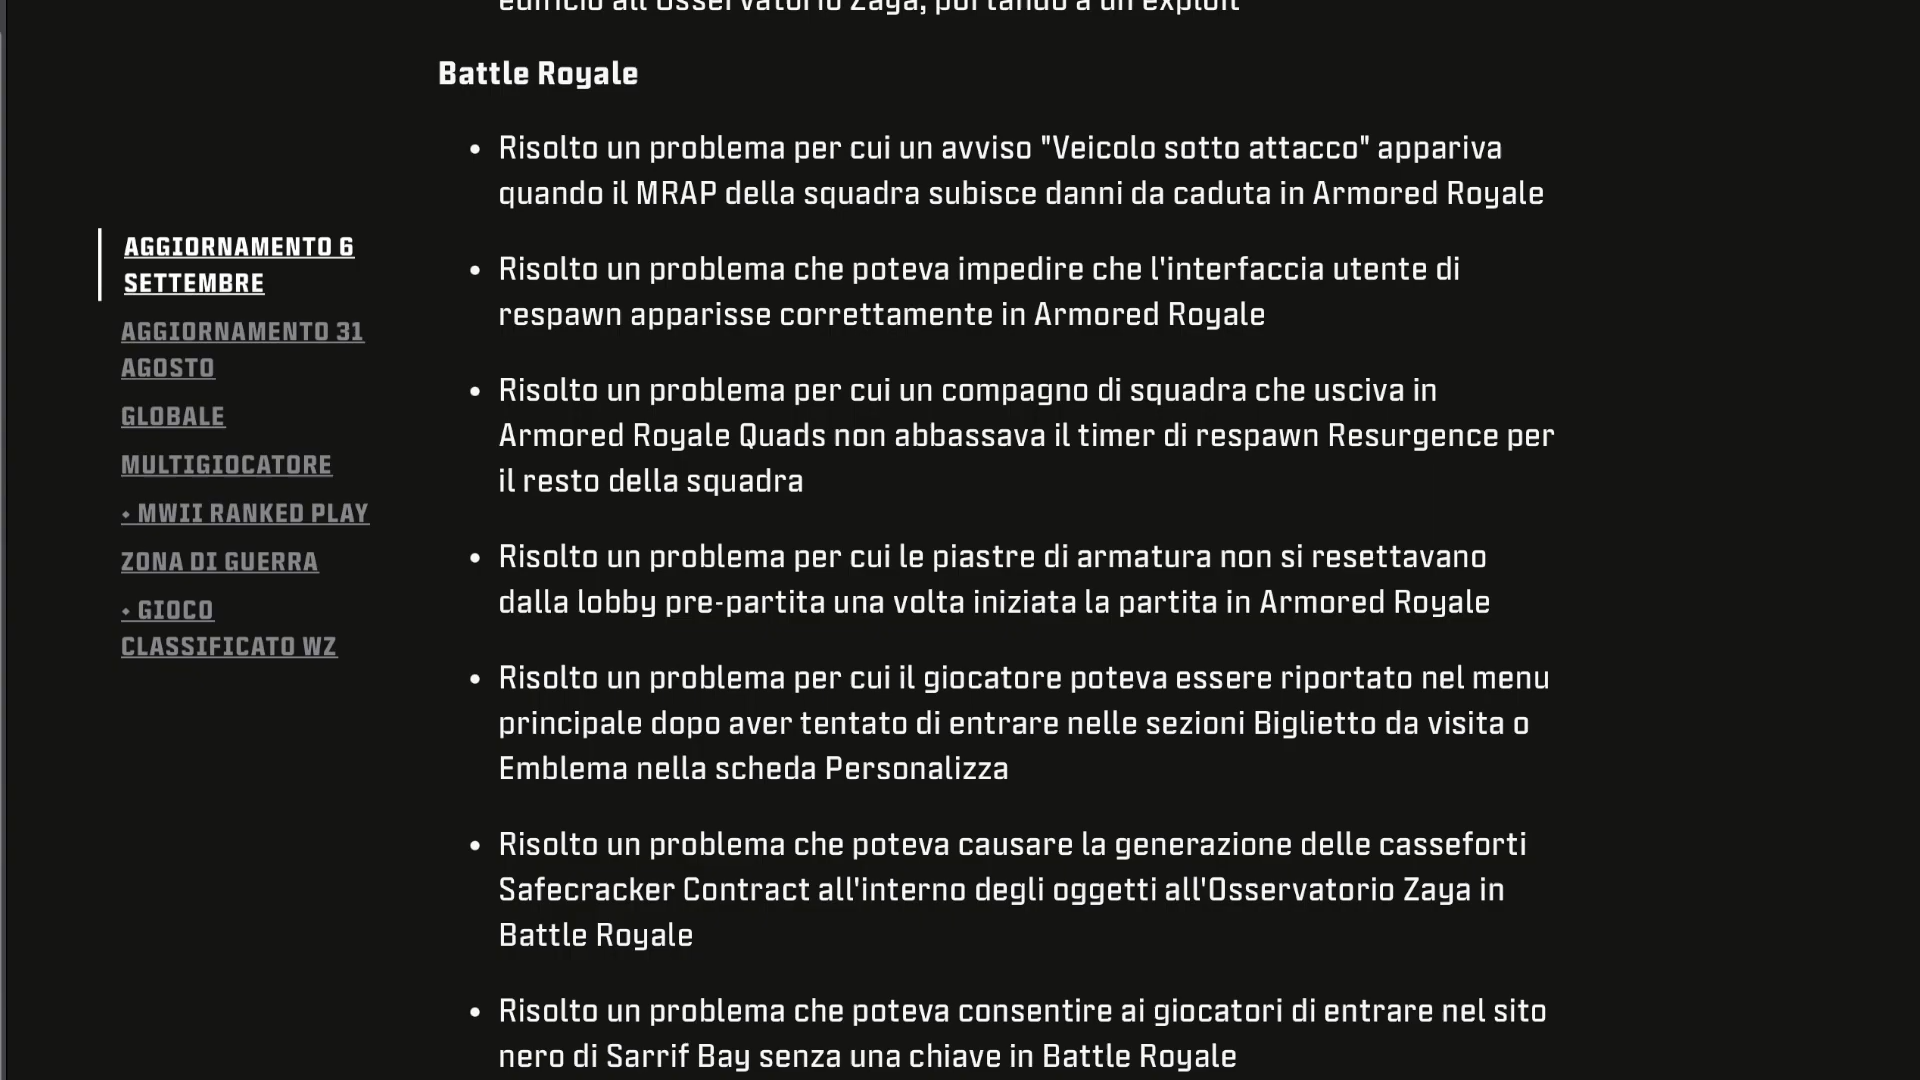 edificio all'Osservatorio Zaya, portando a un exploit
Battle Royale
• Risolto un problema per cui un avviso "Veicolo sotto attacco" appariva
quando il MRAP della squadra subisce danni da caduta in Armored Royale
• Risolto un problema che poteva impedire che l'interfaccia utente di
respawn apparisse correttamente in Armored Royale
• Risolto un problema per cui un compagno di squadra che usciva in
Armored Royale Quads non abbassava il timer di respawn Resurgence per
il resto della squadra
• Risolto un problema per cui le piastre di armatura non si resettavano
dalla lobby pre-partita una volta iniziata la partita in Armored Royale
• Risolto un problema per cui il giocatore poteva essere riportato nel menu
principale dopo aver tentato di entrare nelle sezioni Biglietto da visita o
Emblema nella scheda Personalizza
• Risolto un problema che poteva causare la generazione delle casseforti
Safecracker Contract all'interno degli oggetti all'Osservatorio Zaya in
Battle Royale
• Risolto un problema che poteva consentire ai giocatori di entrare nel sito
nero di Sarrif Bay senza una chiave in Battle Royale
AGGIORNAMENTO 6
SETTEMBRE
AGGIORNAMENTO 31
AGOSTO
GLOBALE
MULTIGIOCATORE
• MWII RANKED PLAY
ZONA DI GUERRA
• GIOCO
CLASSIFICATO WZ